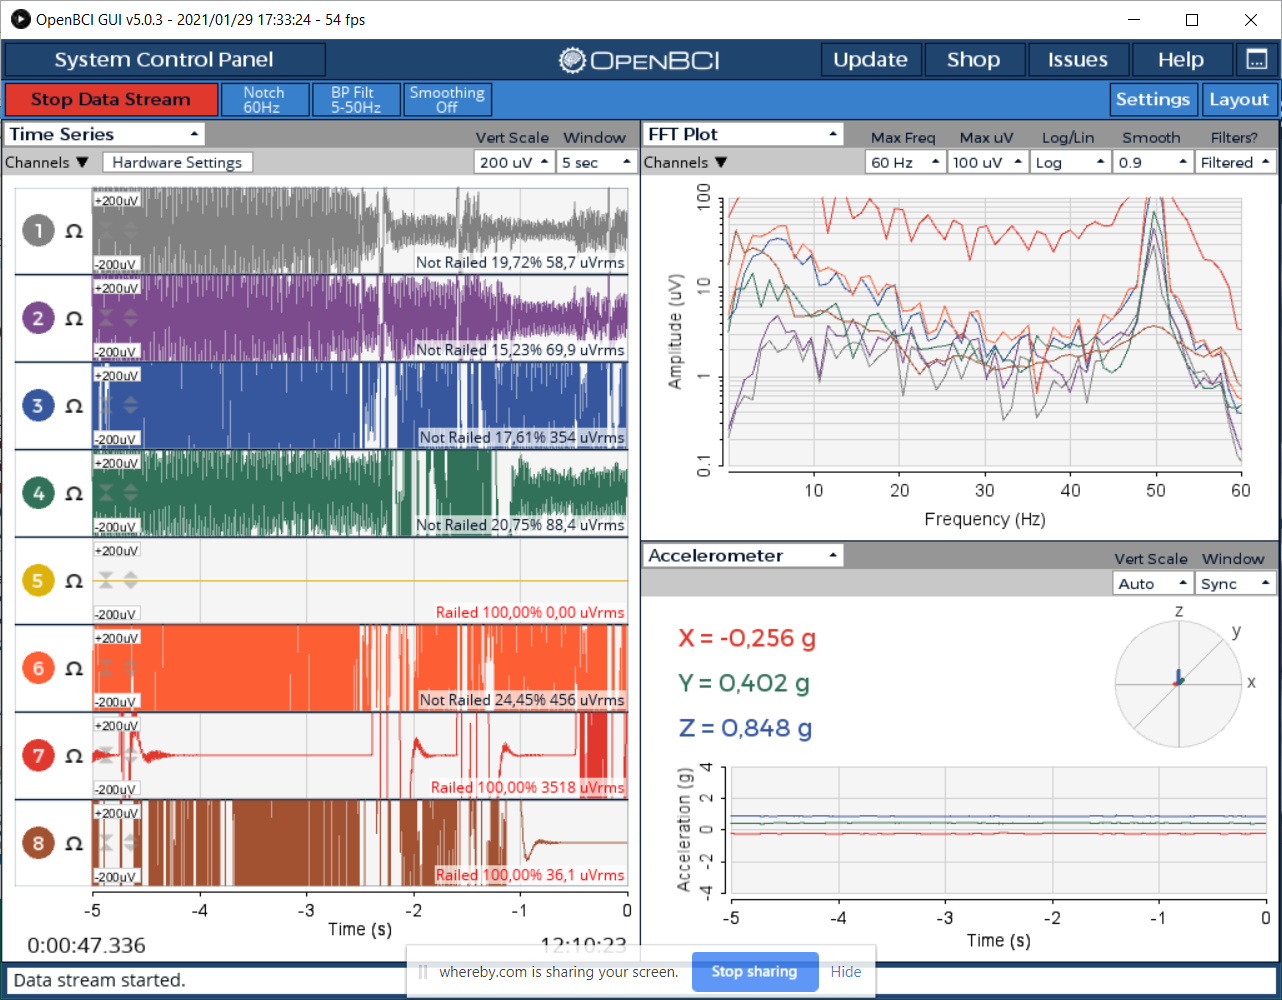 OpenBCI GUI v5.0.3 - 2021/01/29 17:33:24 - 54 fps
System Control Panel
OPENBCI
Update
Shop
Issues
Help
Stop Data Stream
Notch
60Hz
BP Filt
5-50Hz
Smoothing
Off
Settings
Layout
Time Series
Vert Scale
Window
Channels
Hardware Settings
200 uV
5 sec
+200uV
1 Ω
-200uV
Not Railed 19,72% 58,7 uVrms
+200uV
2 Ω
-200uV
Not Railed 15,23% 69,9 uVrms
+200uV
3 Ω
-200uV
Not Railed 17,61% 354 uVrms
+200uV
4 Ω
-200uV
Not Railed 20,75% 88,4 uVrms
+200uV
5 Ω
-200uV
Railed 100,00% 0,00 uVrms
+200uV
6 Ω
-200uV
Not Railed 24,45% 456 uVrms
+200uV
7 Ω
-200uV
Railed 100,00% 3518 uVrms
+200uV
8 Ω
-200uV
Railed 100,00% 36,1 uVrms
-5 -4 -3 -2 -1 0
Time (s)
0:00:47.336
12:10:23
FFT Plot
Max Freq
Max uV
Log/Lin
Smooth
Filters?
Channels
60 Hz
100 uV
Log
0.9
Filtered
100
10
1
0.1
Amplitude (uV)
10 20 30 40 50 60
Frequency (Hz)
Accelerometer
Vert Scale
Window
Auto
Sync
X = -0,256 g
Y = 0,402 g
Z = 0,848 g
z
y
x
4
2
0
-2
-4
Acceleration (g)
-5 -4 -3 -2 -1 0
Time (s)
Data stream started.
whereby.com is sharing your screen.
Stop sharing
Hide